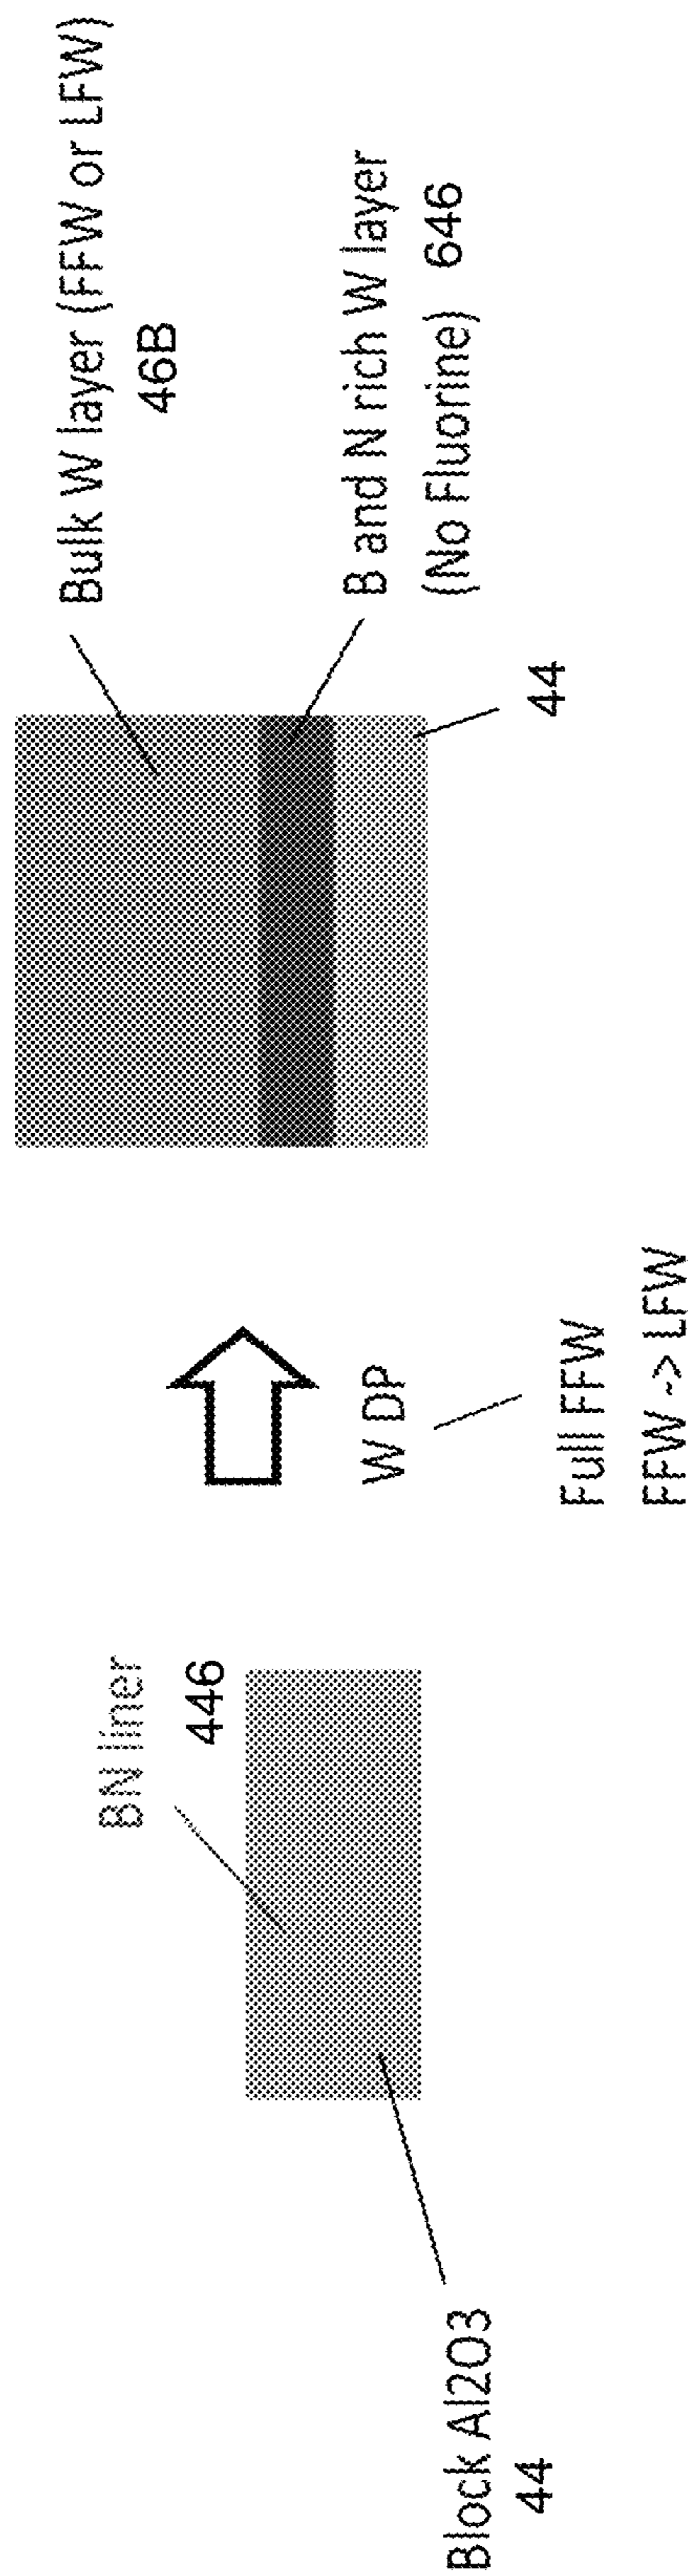 BN liner
446
Block Al2O3
44
W DP
Full FFW
FFW -> LFW
Bulk W layer (FFW or LFW)
46B
B and N rich W layer
(No Fluorine) 646
44